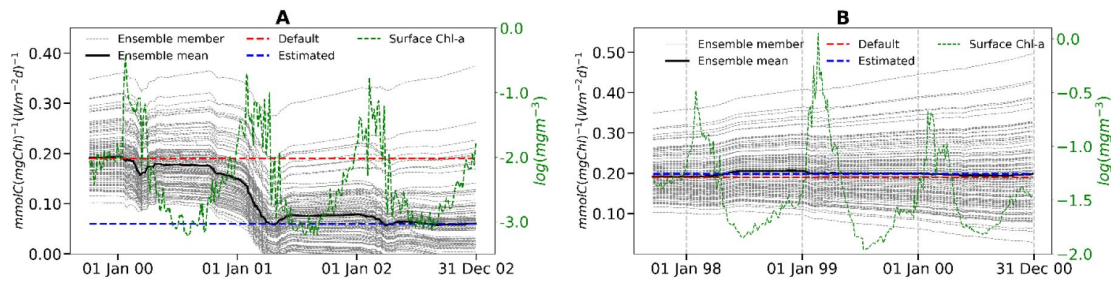 A
Ensemble member
Ensemble mean
Default
Estimated
Surface Chl-a
mmolC(mgChl)⁻¹(Wm⁻²d)⁻¹
0.40
0.30
0.20
0.10
0.00
01 Jan 00
01 Jan 01
01 Jan 02
31 Dec 02
0.0
−1.0
−2.0
−3.0
log(mgm⁻³)
B
Ensemble member
Ensemble mean
Default
Estimated
Surface Chl-a
mmolC(mgChl)⁻¹(Wm⁻²d)⁻¹
0.50
0.40
0.30
0.20
0.10
01 Jan 98
01 Jan 99
01 Jan 00
31 Dec 00
0.0
−0.5
−1.0
−1.5
−2.0
log(mgm⁻³)